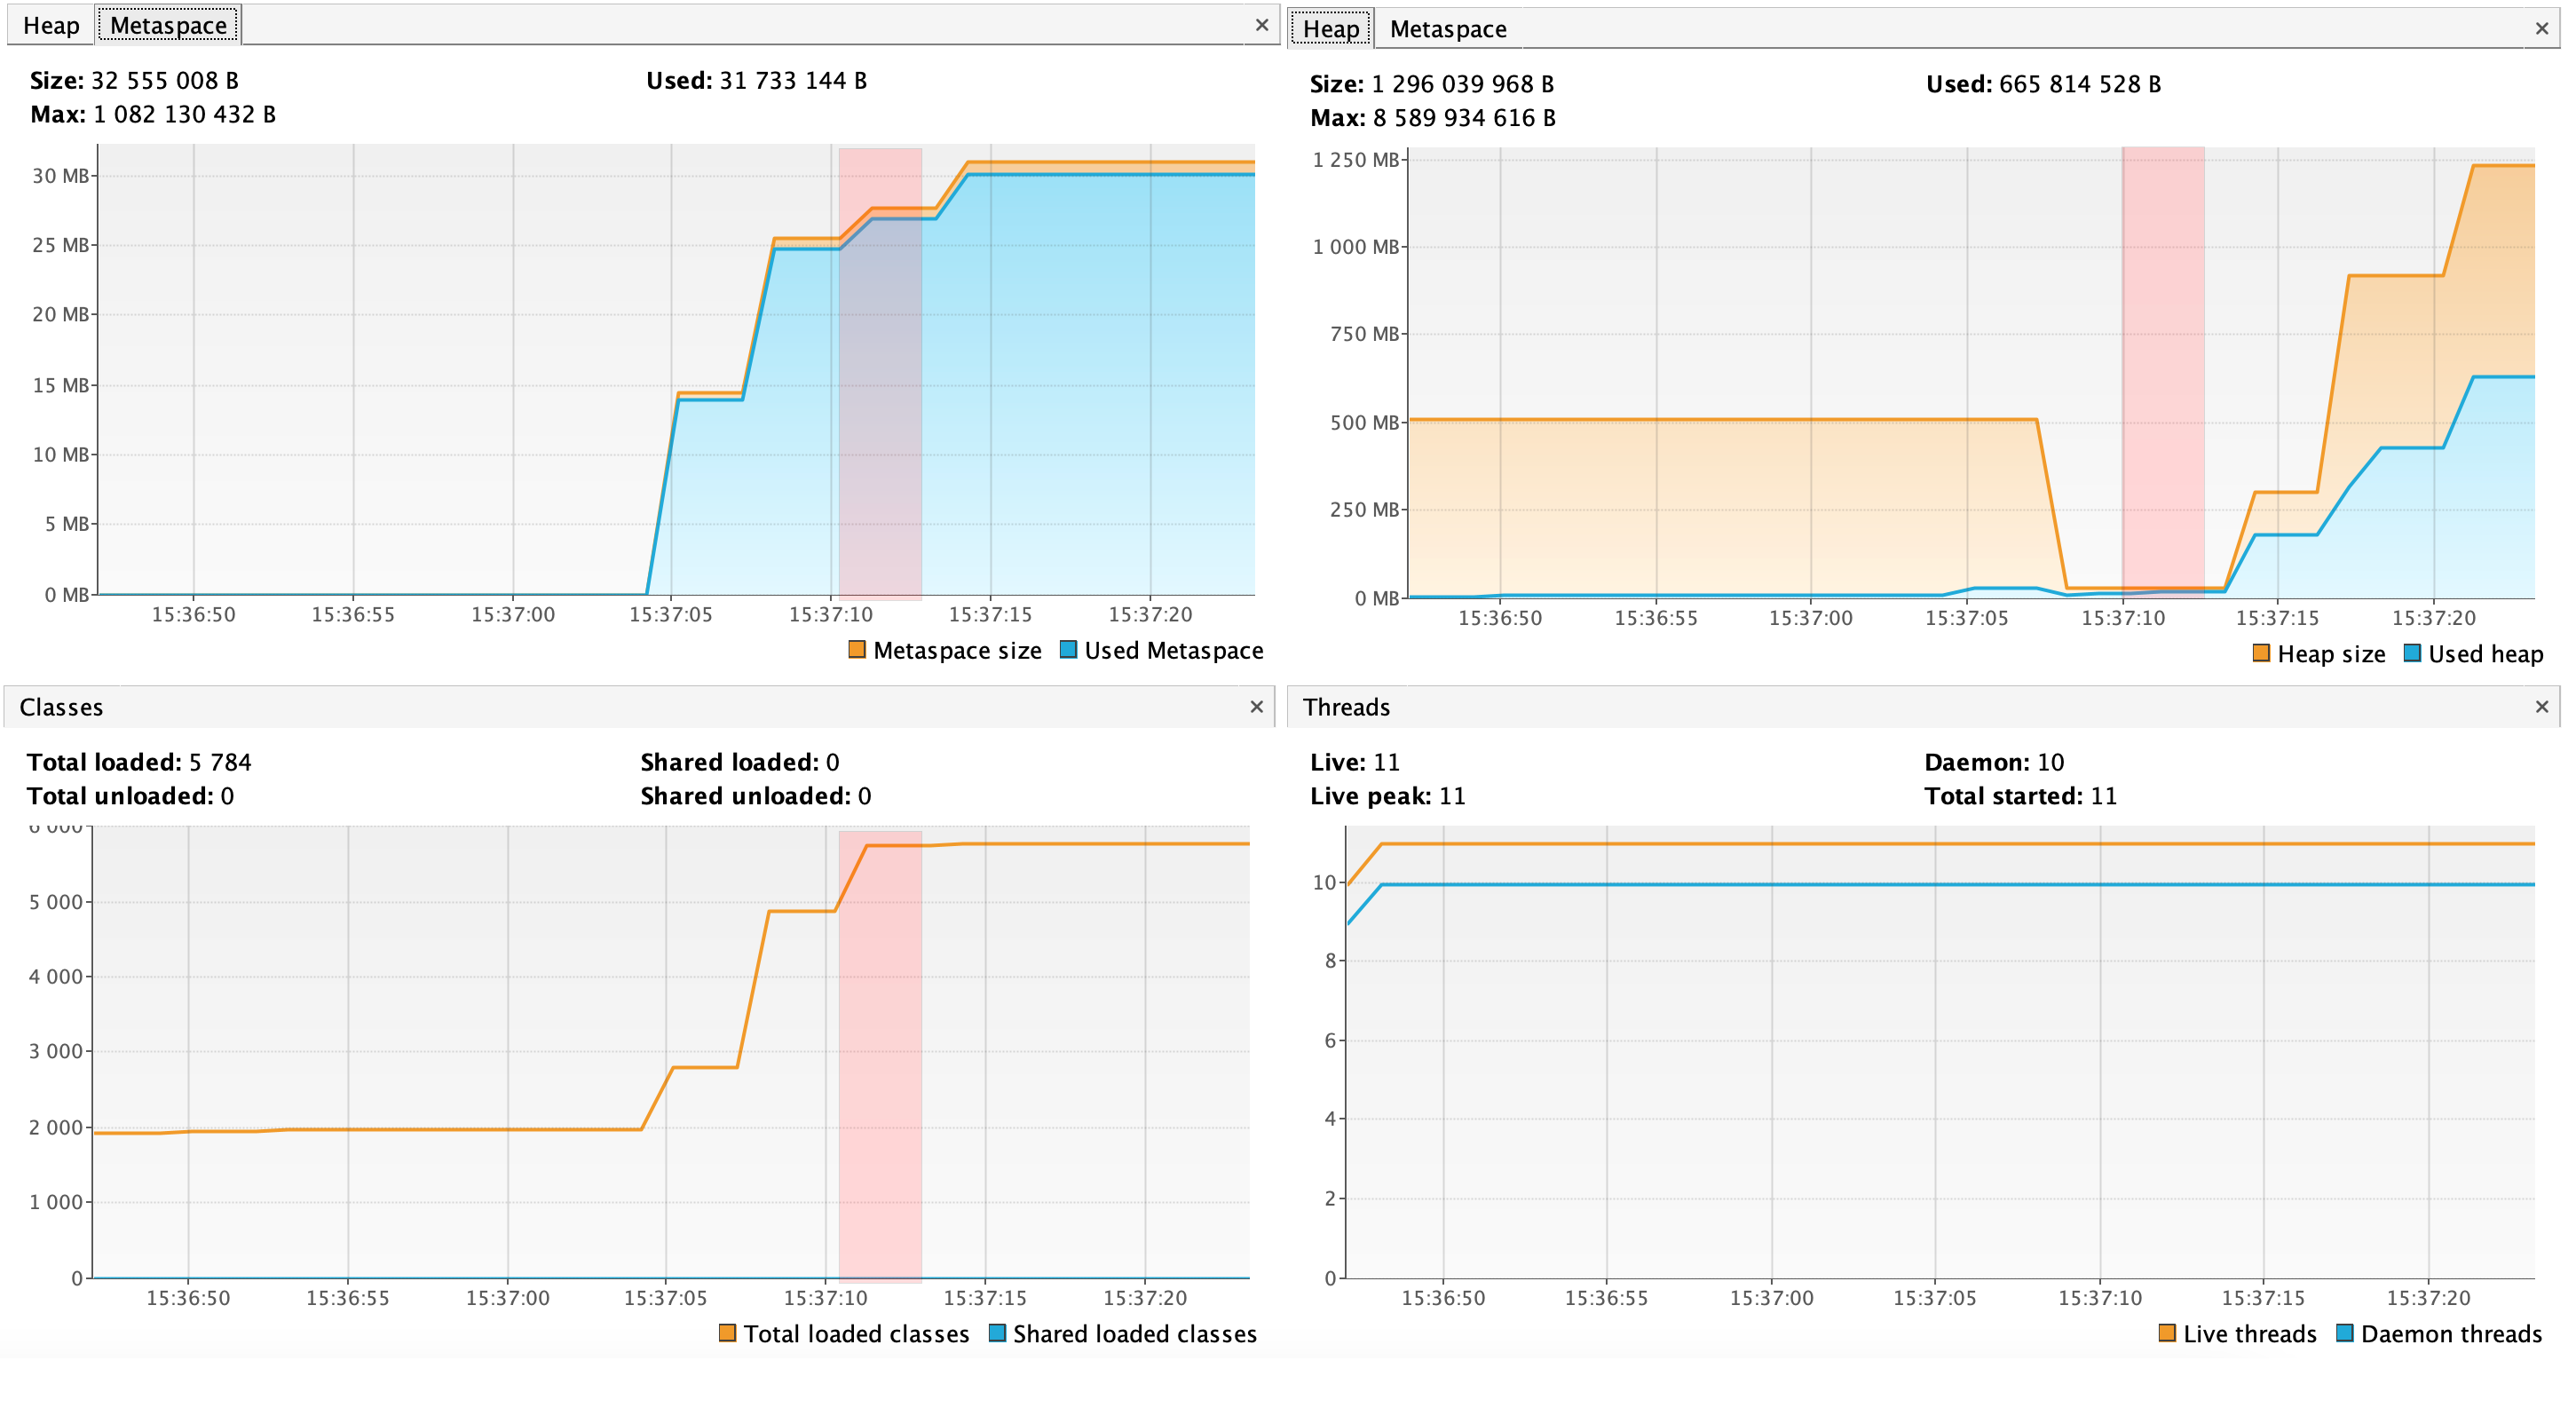 Heap Metaspace ×
Size: 32 555 008 B Used: 31 733 144 B
Max: 1 082 130 432 B
30 MB
25 MB
20 MB
15 MB
10 MB
5 MB
0 MB
15:36:50 15:36:55 15:37:00 15:37:05 15:37:10 15:37:15 15:37:20
Metaspace size Used Metaspace
Heap Metaspace ×
Size: 1 296 039 968 B Used: 665 814 528 B
Max: 8 589 934 616 B
1 250 MB
1 000 MB
750 MB
500 MB
250 MB
0 MB
15:36:50 15:36:55 15:37:00 15:37:05 15:37:10 15:37:15 15:37:20
Heap size Used heap
Classes ×
Total loaded: 5 784 Shared loaded: 0
Total unloaded: 0 Shared unloaded: 0
6 000
5 000
4 000
3 000
2 000
1 000
0
15:36:50 15:36:55 15:37:00 15:37:05 15:37:10 15:37:15 15:37:20
Total loaded classes Shared loaded classes
Threads ×
Live: 11 Daemon: 10
Live peak: 11 Total started: 11
10
8
6
4
2
0
15:36:50 15:36:55 15:37:00 15:37:05 15:37:10 15:37:15 15:37:20
Live threads Daemon threads